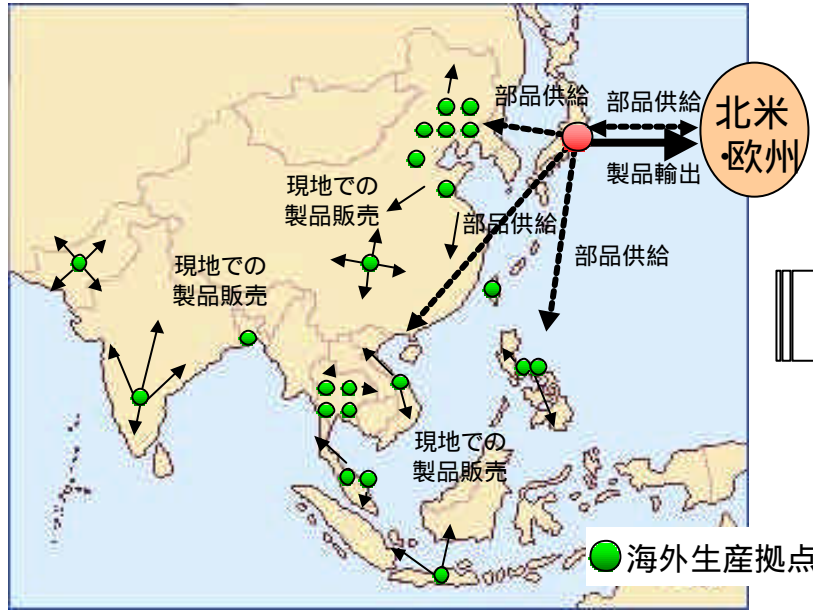 部品供給
部品供給
北米
・欧州
製品輸出
現地での
製品販売
部品供給
部品供給
現地での
製品販売
現地での
製品販売
海外生産拠点